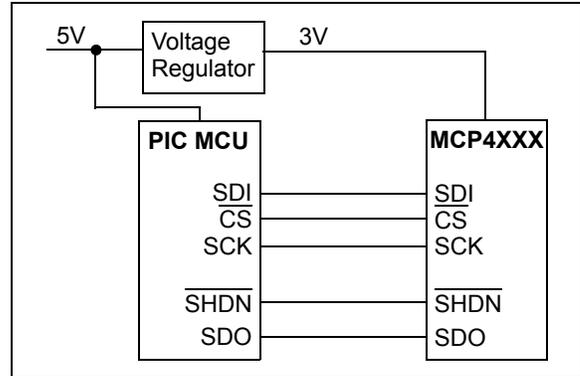 5V
Voltage
Regulator
3V
PIC MCU
MCP4XXX
SDI
SDI
CS
CS
SCK
SCK
SHDN
SHDN
SDO
SDO